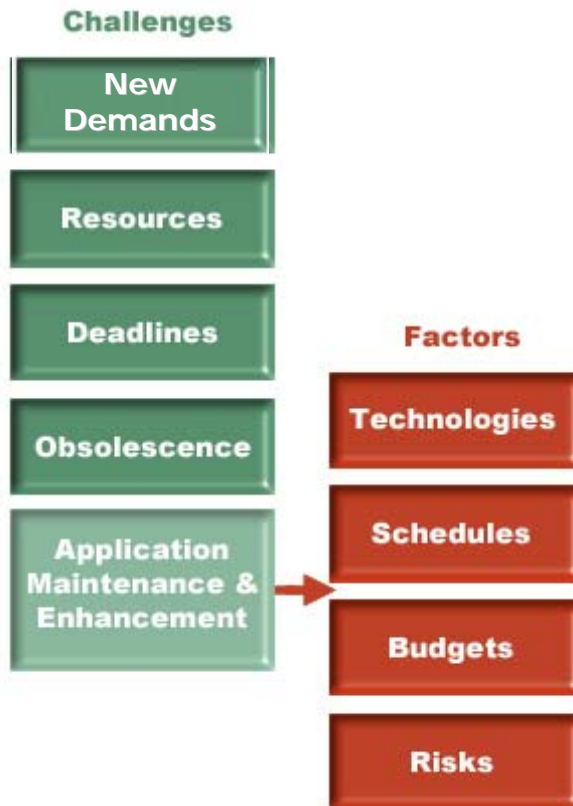 Challenges
New
Demands
Resources
Deadlines
Obsolescence
Application
Maintenance &
Enhancement
Factors
Technologies
Schedules
Budgets
Risks